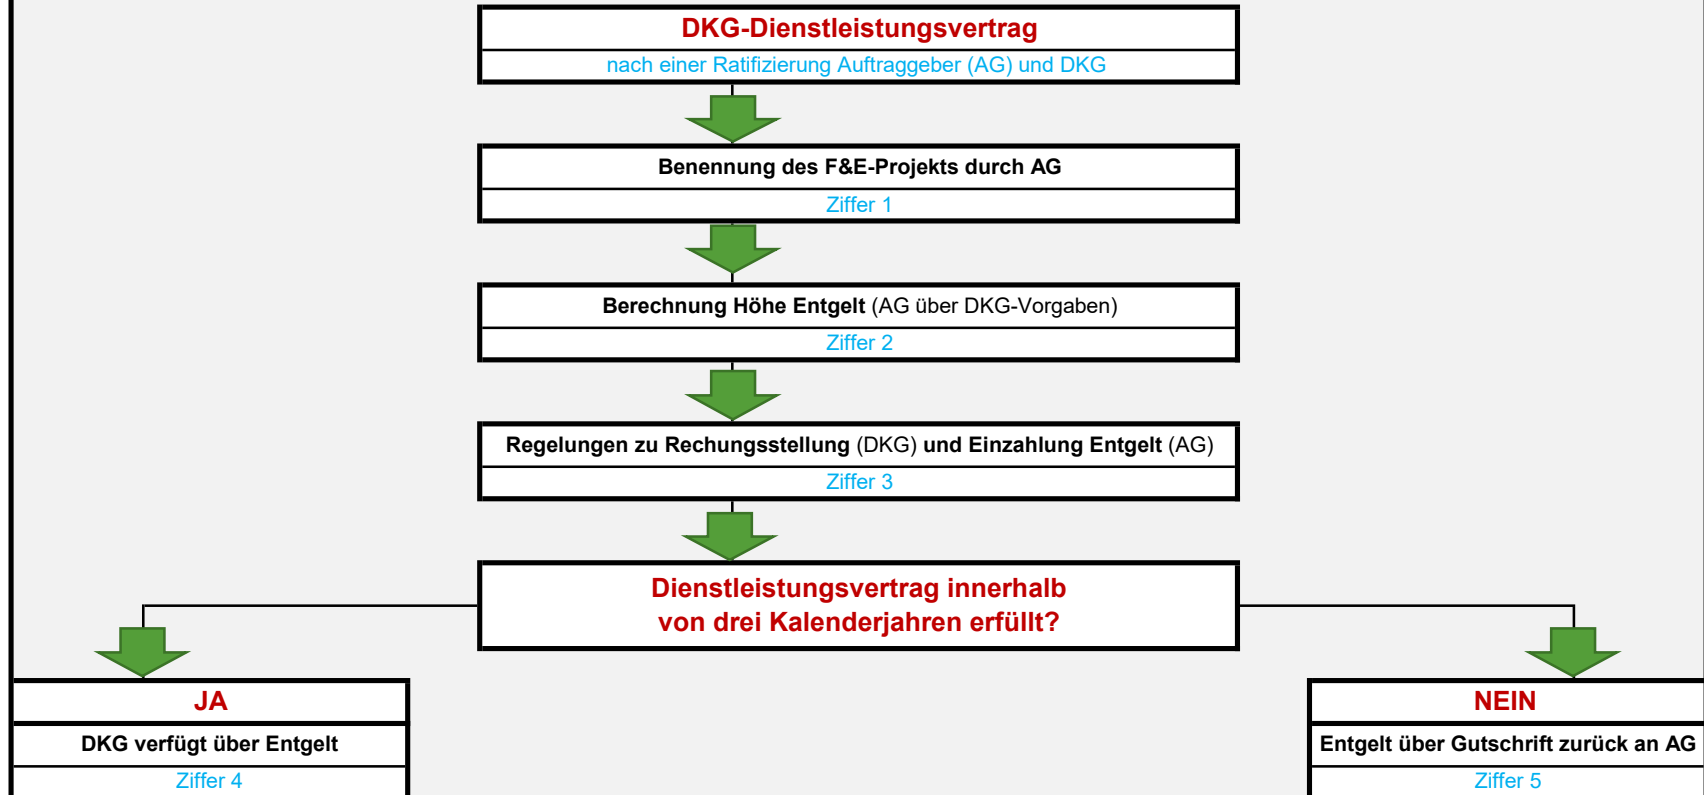 DKG-Dienstleistungsvertrag
nach einer Ratifizierung Auftraggeber (AG) und DKG
Benennung des F&E-Projekts durch AG
Ziffer 1
Berechnung Höhe Entgelt (AG über DKG-Vorgaben)
Ziffer 2
Regelungen zu Rechungsstellung (DKG) und Einzahlung Entgelt (AG)
Ziffer 3
Dienstleistungsvertrag innerhalb
von drei Kalenderjahren erfüllt?
JA
DKG verfügt über Entgelt
Ziffer 4
NEIN
Entgelt über Gutschrift zurück an AG
Ziffer 5